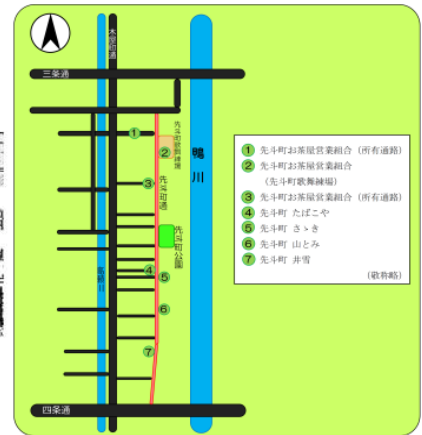 木屋町通
三条通
先斗町歌舞練場
鴨川
先斗町通
先斗町公園
高瀬川
四条通
1
2
3
4
5
6
7
① 先斗町お茶屋営業組合（所有通路）
② 先斗町お茶屋営業組合
（先斗町歌舞練場）
③ 先斗町お茶屋営業組合（所有通路）
④ 先斗町 たばこや
⑤ 先斗町 さゝき
⑥ 先斗町 山とみ
⑦ 先斗町 井雪
（敬称略）